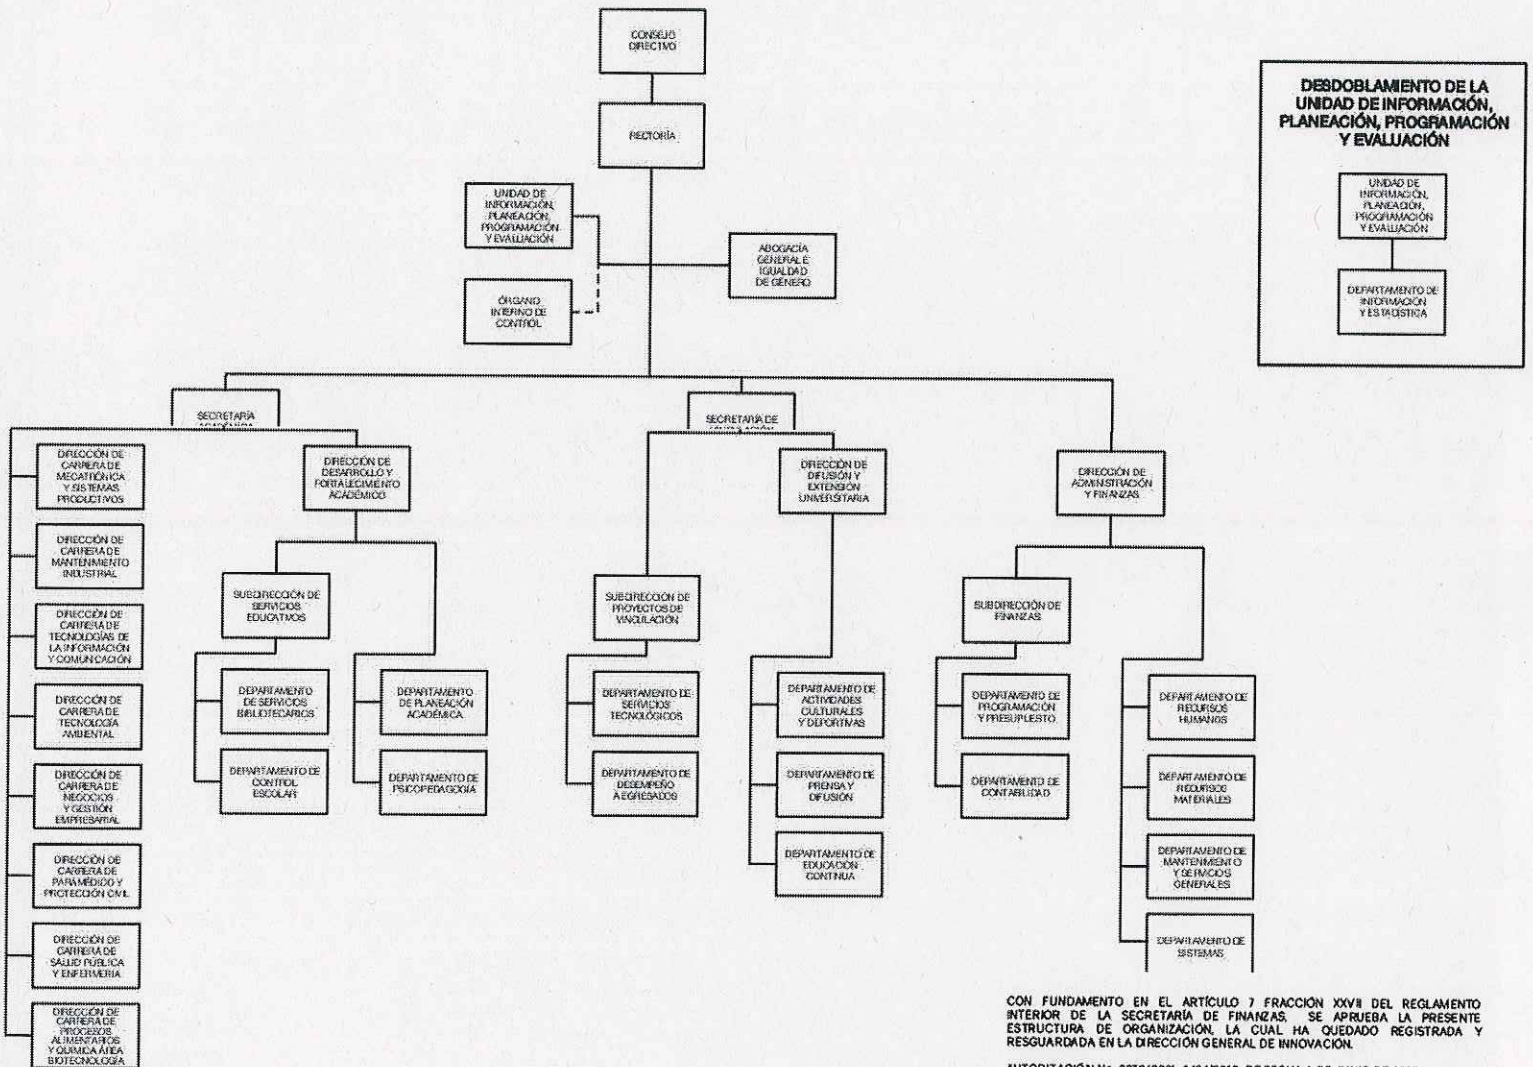 CONSEJO
DIRECTIVO
RECTORÍA
UNIDAD DE
INFORMACIÓN,
PLANEACIÓN,
PROGRAMACIÓN
Y EVALUACIÓN
ABOGACÍA
GENERAL E
IGUALDAD
DE GÉNERO
ÓRGANO
INTERNO DE
CONTROL
DESDOBLAMIENTO DE LA
UNIDAD DE INFORMACIÓN,
PLANEACIÓN, PROGRAMACIÓN
Y EVALUACIÓN
UNIDAD DE
INFORMACIÓN,
PLANEACIÓN,
PROGRAMACIÓN
Y EVALUACIÓN
DEPARTAMENTO DE
INFORMACIÓN
Y ESTADÍSTICA
SECRETARÍA
SECRETARÍA DE
DIRECCIÓN DE
CARRERA DE
MECATRÓNICA
Y SISTEMAS
PRODUCTIVOS
DIRECCIÓN DE
CARRERA DE
MANTENIMIENTO
INDUSTRIAL
DIRECCIÓN DE
CARRERA DE
TECNOLOGÍAS DE
LA INFORMACIÓN
Y COMUNICACIÓN
DIRECCIÓN DE
CARRERA DE
TECNOLOGÍA
AMBIENTAL
DIRECCIÓN DE
CARRERA DE
NEGOCIOS
Y GESTIÓN
EMPRESARIAL
DIRECCIÓN DE
CARRERA DE
PARAMÉDICO Y
PROTECCIÓN CIVIL
DIRECCIÓN DE
CARRERA DE
SALUD PÚBLICA
Y ENFERMERÍA
DIRECCIÓN DE
CARRERA DE
PROCESOS
ALIMENTARIOS
Y QUÍMICA ÁREA
BIOTECNOLOGÍA
DIRECCIÓN DE
DESARROLLO Y
FORTALECIMIENTO
ACADÉMICO
SUBDIRECCIÓN DE
SERVICIOS
EDUCATIVOS
DEPARTAMENTO
DE SERVICIOS
BIBLIOTECARIOS
DEPARTAMENTO DE
CONTROL
ESCOLAR
DEPARTAMENTO
DE PLANEACIÓN
ACADÉMICA
DEPARTAMENTO DE
PSICOPEDAGOGÍA
SUBDIRECCIÓN DE
PROYECTOS DE
VINCULACIÓN
DEPARTAMENTO DE
SERVICIOS
TECNOLÓGICOS
DEPARTAMENTO DE
DESEMPEÑO
A EGRESADOS
DIRECCIÓN DE
DIFUSIÓN Y
EXTENSIÓN
UNIVERSITARIA
DEPARTAMENTO DE
ACTIVIDADES
CULTURALES
Y DEPORTIVAS
DEPARTAMENTO DE
PRENSA Y
DIFUSIÓN
DEPARTAMENTO DE
EDUCACIÓN
CONTINUA
DIRECCIÓN DE
ADMINISTRACIÓN
Y FINANZAS
SUBDIRECCIÓN DE
FINANZAS
DEPARTAMENTO DE
PROGRAMACIÓN
Y PRESUPUESTO
DEPARTAMENTO DE
CONTABILIDAD
DEPARTAMENTO DE
RECURSOS
HUMANOS
DEPARTAMENTO DE
RECURSOS
MATERIALES
DEPARTAMENTO DE
MANTENIMIENTO
Y SERVICIOS
GENERALES
DEPARTAMENTO DE
SISTEMAS
CON FUNDAMENTO EN EL ARTÍCULO 7 FRACCIÓN XXVII DEL REGLAMENTO
INTERIOR DE LA SECRETARÍA DE FINANZAS, SE APRUEBA LA PRESENTE
ESTRUCTURA DE ORGANIZACIÓN, LA CUAL HA QUEDADO REGISTRADA Y
RESGUARDADA EN LA DIRECCIÓN GENERAL DE INNOVACIÓN.